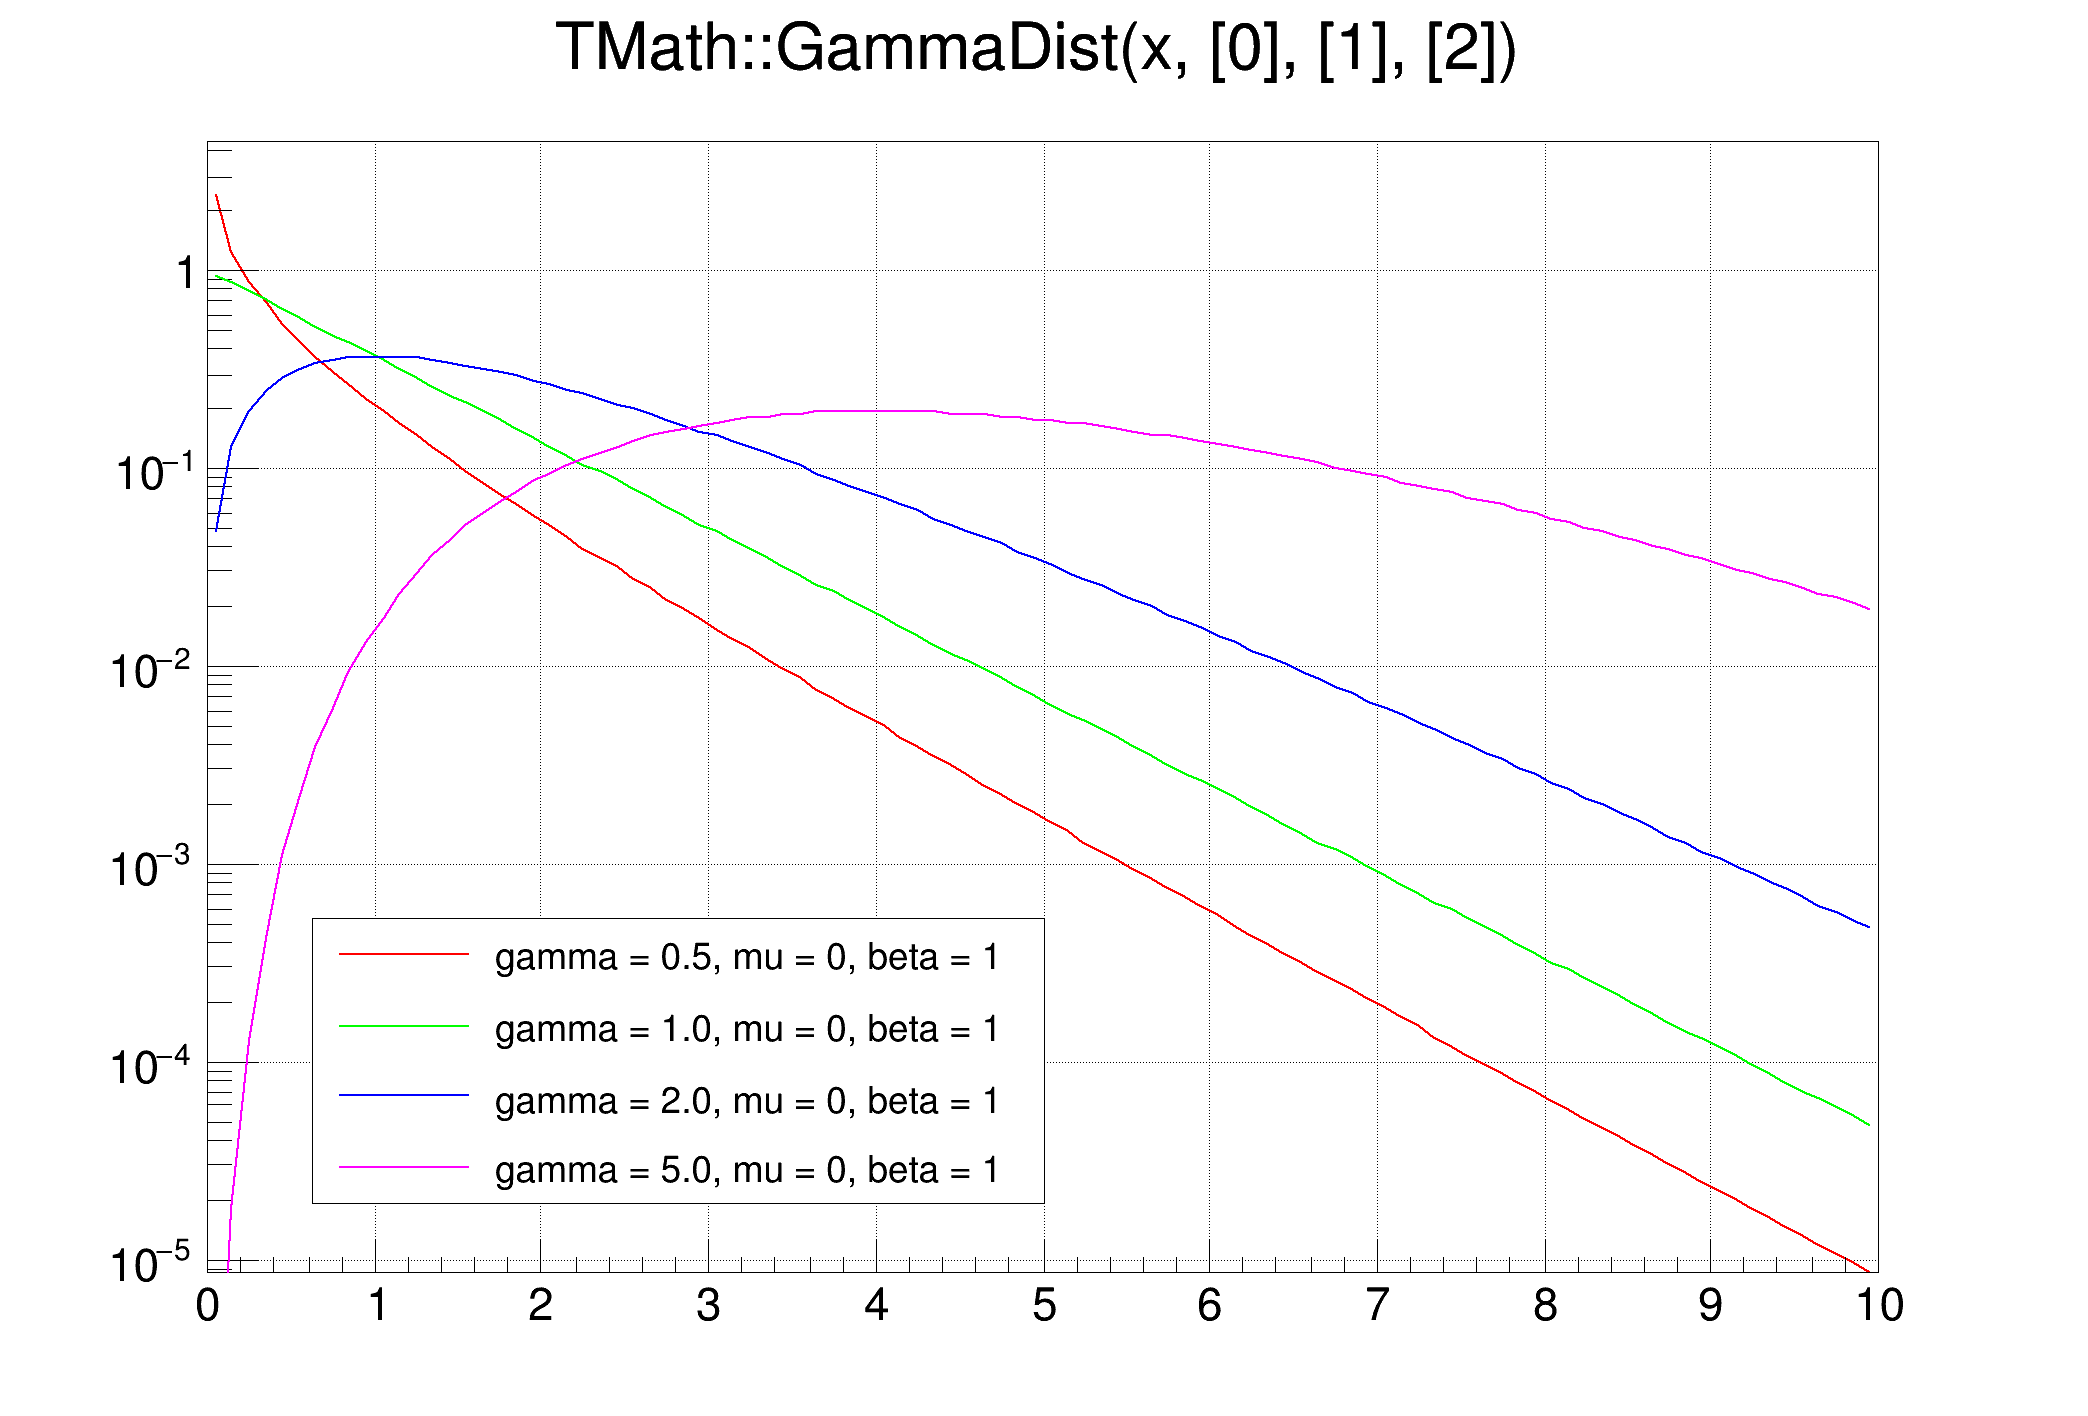 TMath::GammaDist(x, [0], [1], [2])
1
10⁻¹
10⁻²
10⁻³
10⁻⁴
10⁻⁵
gamma = 0.5, mu = 0, beta = 1
gamma = 1.0, mu = 0, beta = 1
gamma = 2.0, mu = 0, beta = 1
gamma = 5.0, mu = 0, beta = 1
0 1 2 3 4 5 6 7 8 9 10